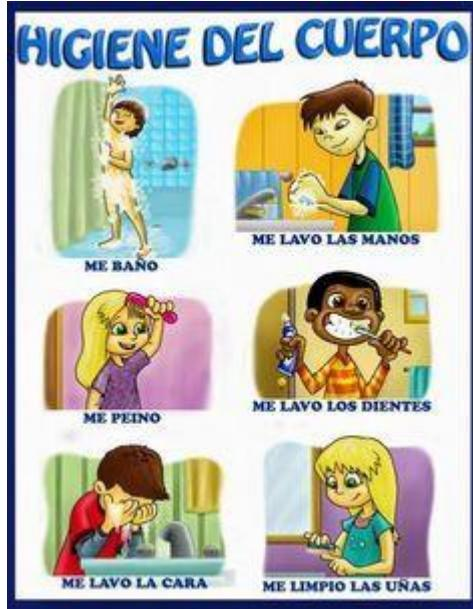 HIGIENE DEL CUERPO
ME BAÑO
ME LAVO LAS MANOS
ME PEINO
ME LAVO LOS DIENTES
ME LAVO LA CARA
ME LIMPIO LAS UÑAS